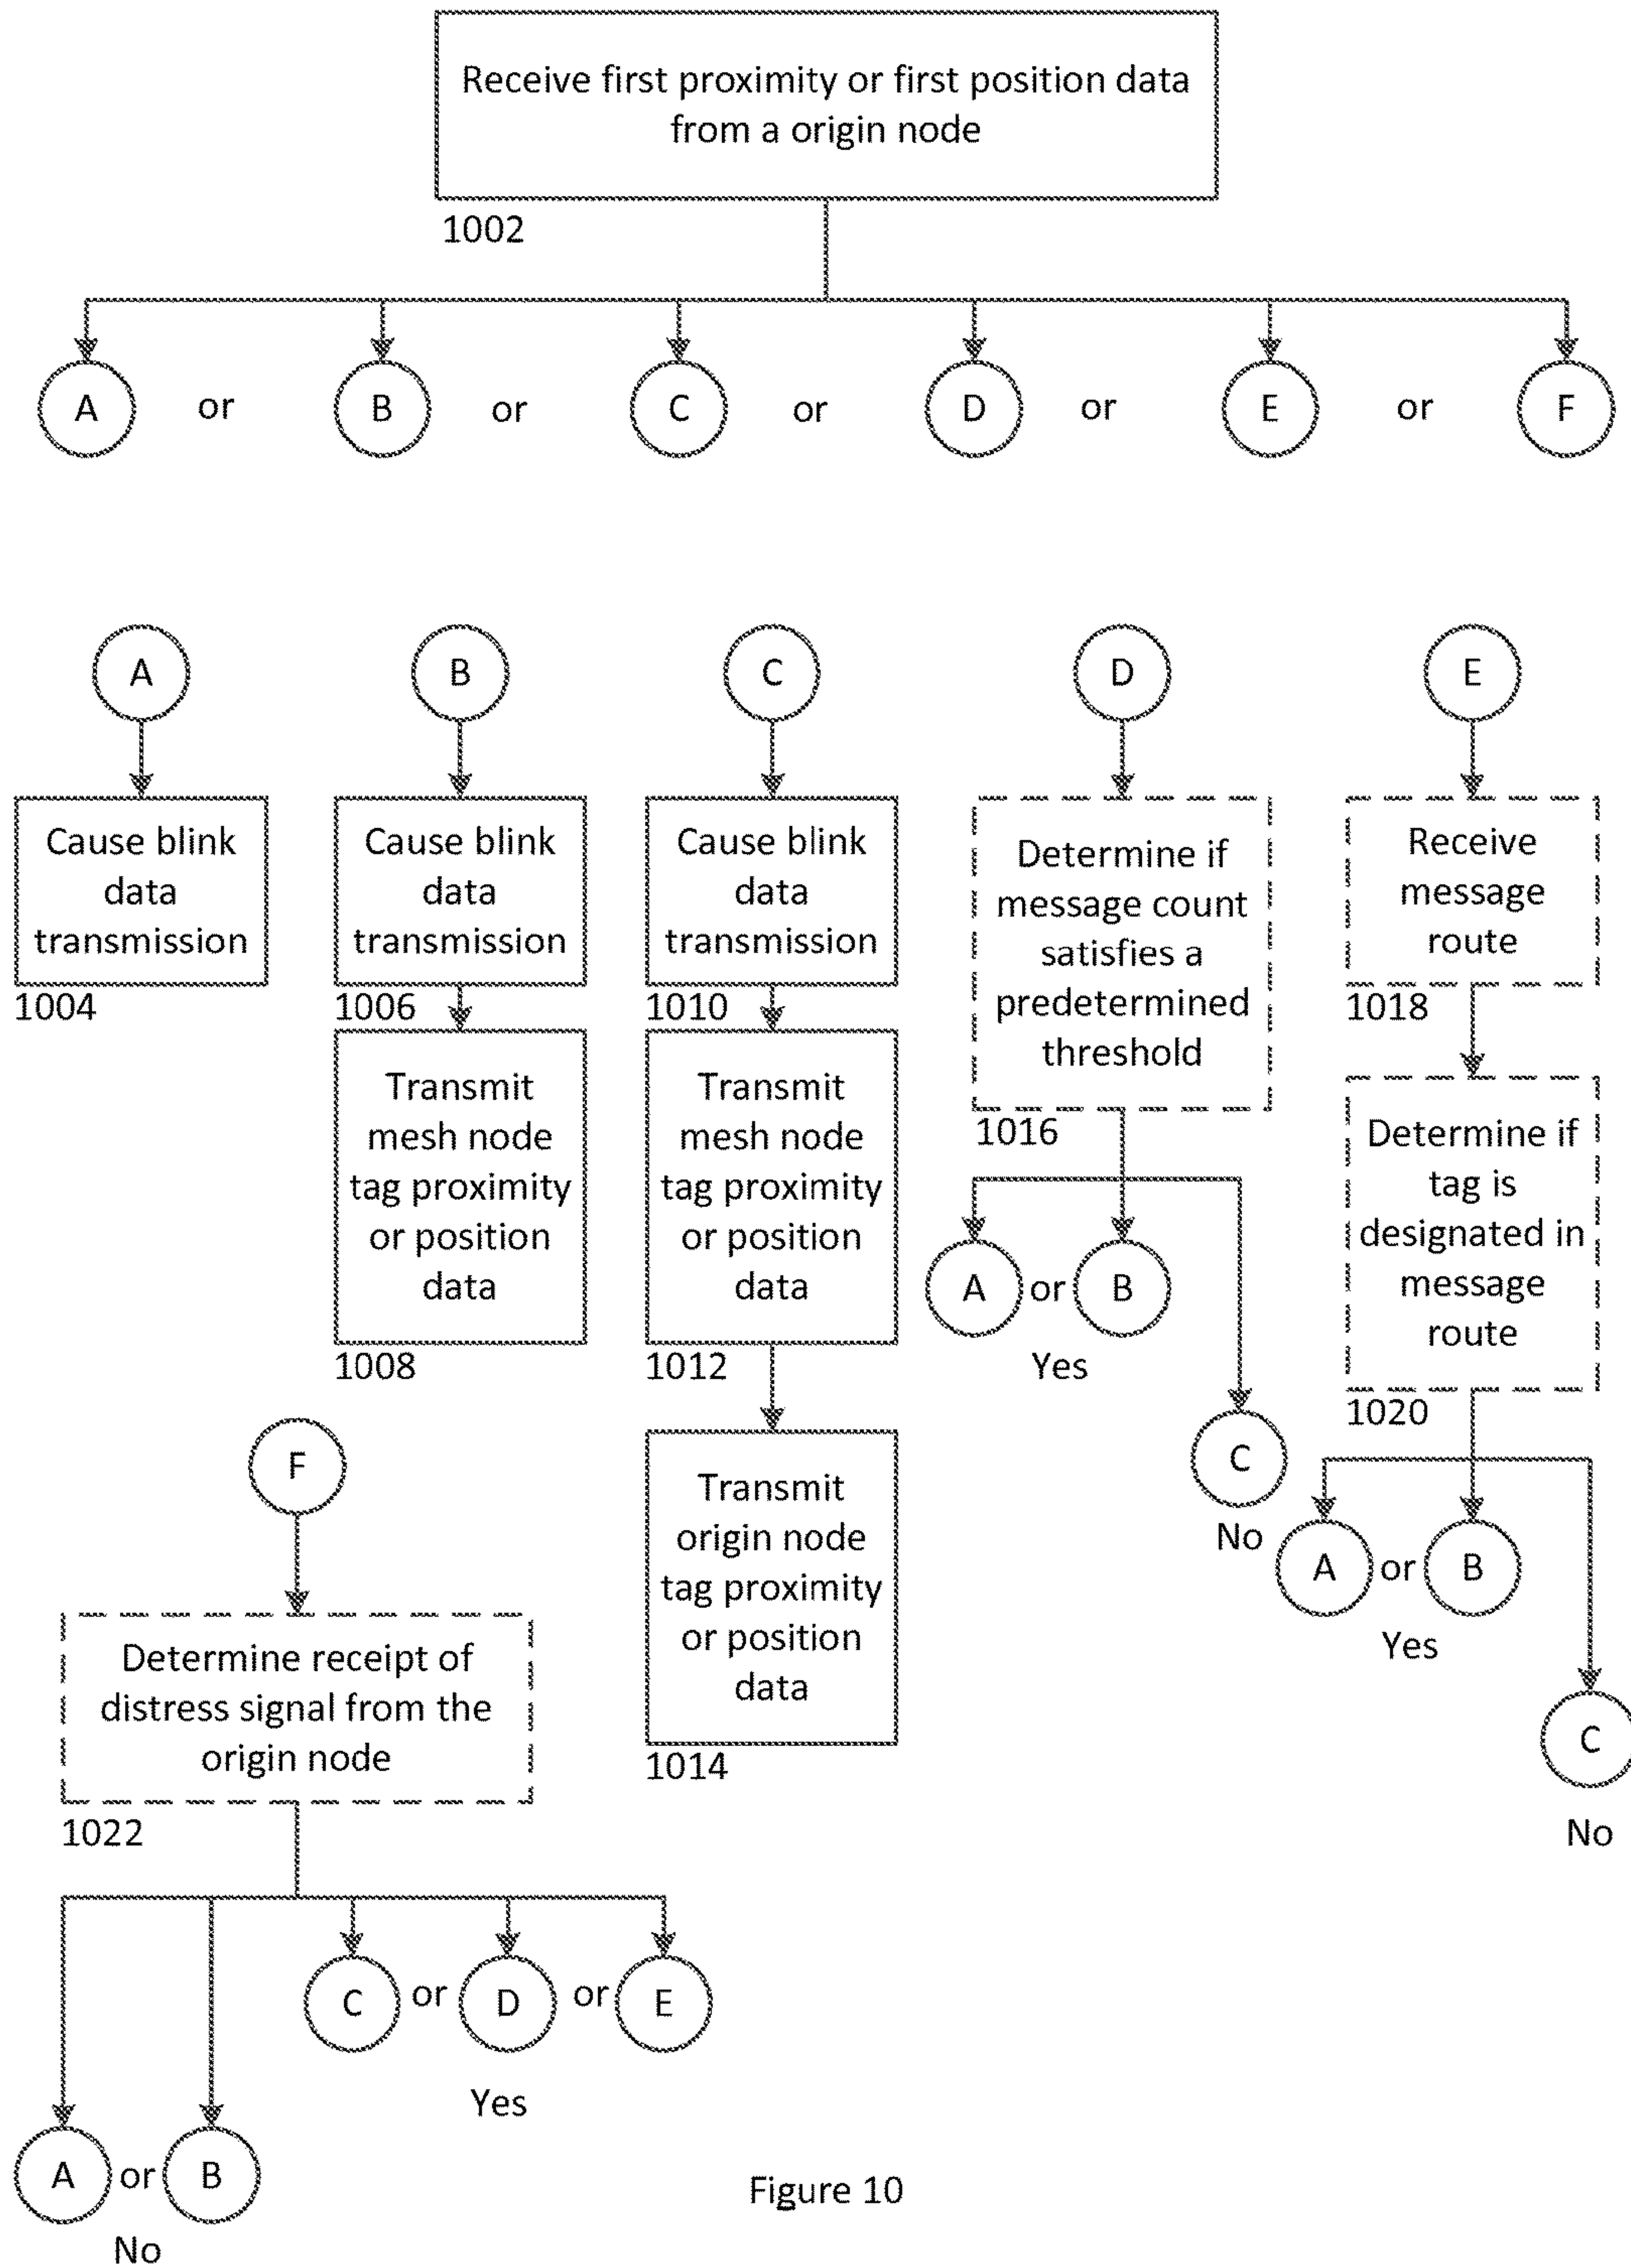 Receive first proximity or first position data
from a origin node
1002
A or B or C or D or E or F
A
B
C
D
E
Cause blink
data
transmission
1004
Cause blink
data
transmission
1006
Transmit
mesh node
tag proximity
or position
data
1008
Cause blink
data
transmission
1010
Transmit
mesh node
tag proximity
or position
data
1012
Transmit
origin node
tag proximity
or position
data
1014
Determine if
message count
satisfies a
predetermined
threshold
1016
A or B
Yes
C
No
Receive
message
route
1018
Determine if
tag is
designated in
message
route
1020
A or B
Yes
C
No
F
Determine receipt of
distress signal from the
origin node
1022
C or D or E
Yes
A or B
No
Figure 10